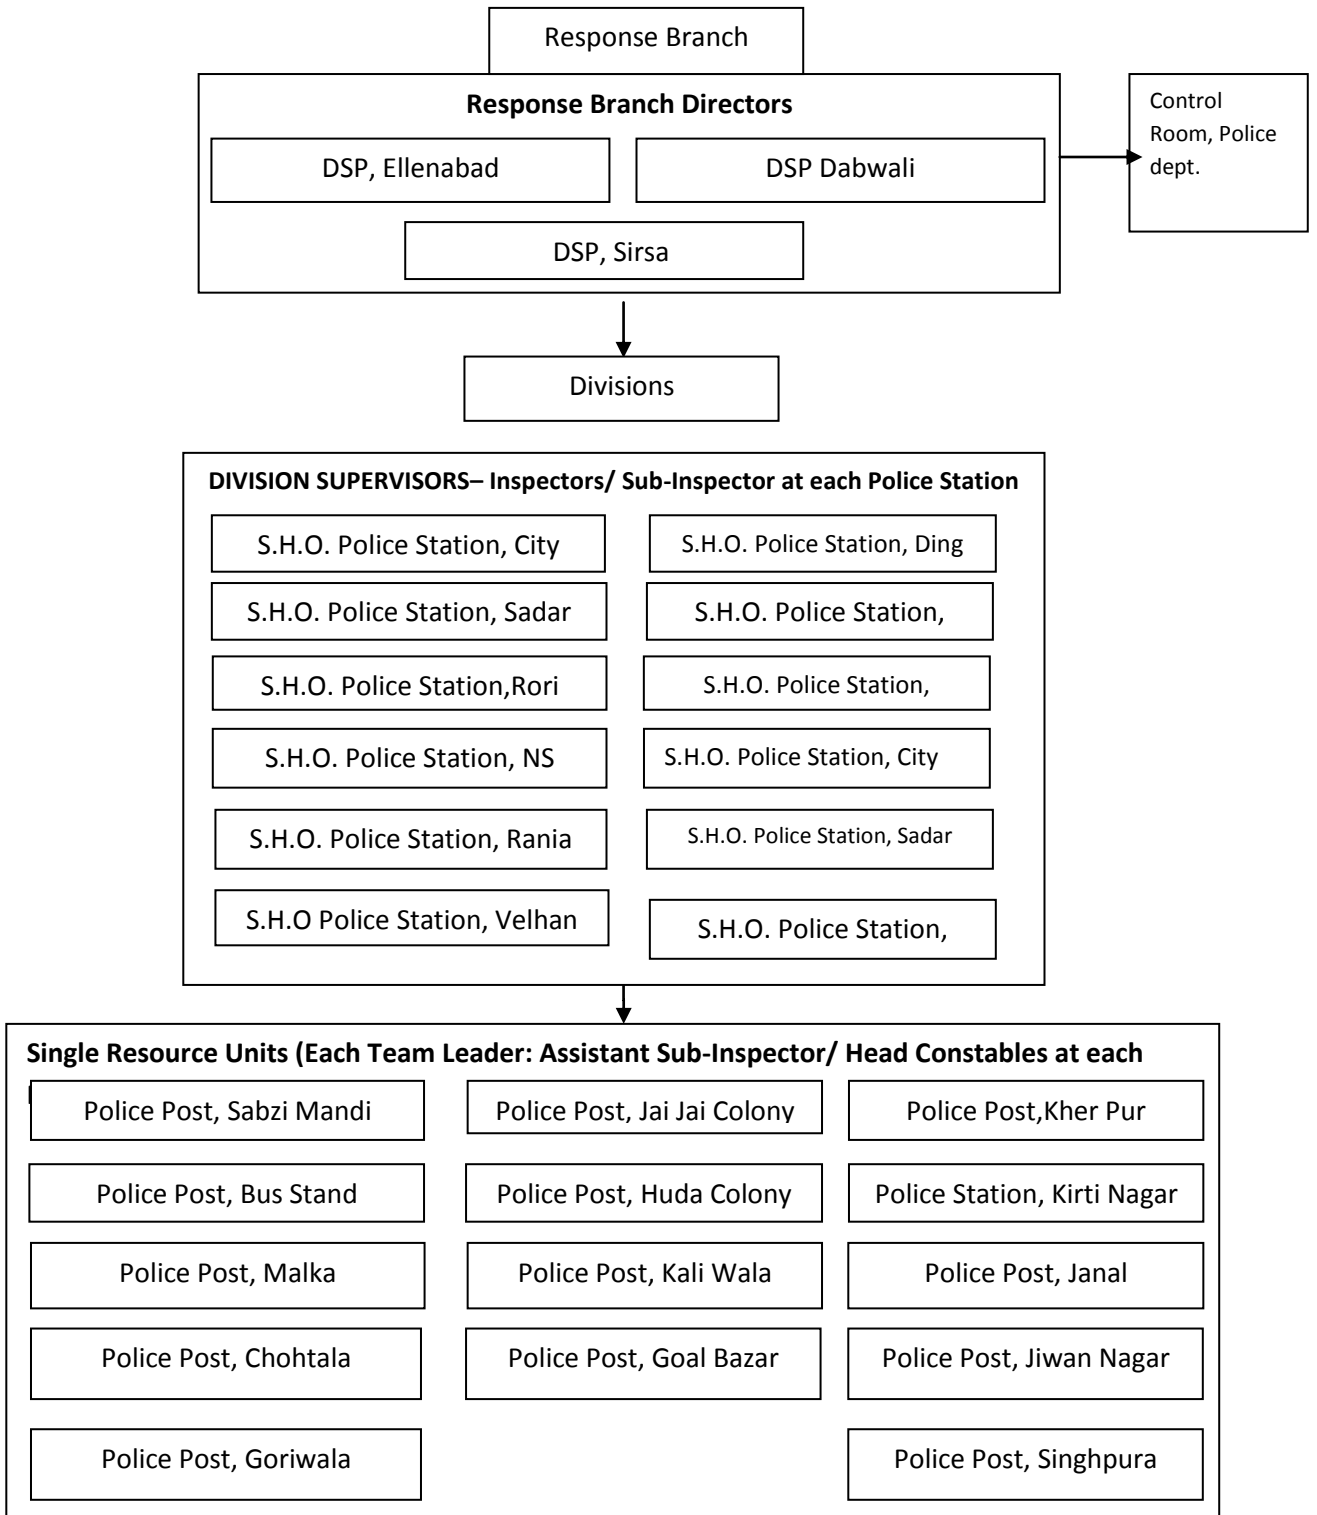 Response Branch
Response Branch Directors
Control
Room, Police
dept.
DSP, Ellenabad
DSP Dabwali
DSP, Sirsa
Divisions
DIVISION SUPERVISORS– Inspectors/ Sub-Inspector at each Police Station
S.H.O. Police Station, City
S.H.O. Police Station, Ding
S.H.O. Police Station, Sadar
S.H.O. Police Station,
S.H.O. Police Station,Rori
S.H.O. Police Station,
S.H.O. Police Station, NS
S.H.O. Police Station, City
S.H.O. Police Station, Rania
S.H.O. Police Station, Sadar
S.H.O Police Station, Velhan
S.H.O. Police Station,
Single Resource Units (Each Team Leader: Assistant Sub-Inspector/ Head Constables at each
Police Post, Sabzi Mandi
Police Post, Jai Jai Colony
Police Post,Kher Pur
Police Post, Bus Stand
Police Post, Huda Colony
Police Station, Kirti Nagar
Police Post, Malka
Police Post, Kali Wala
Police Post, Janal
Police Post, Chohtala
Police Post, Goal Bazar
Police Post, Jiwan Nagar
Police Post, Goriwala
Police Post, Singhpura